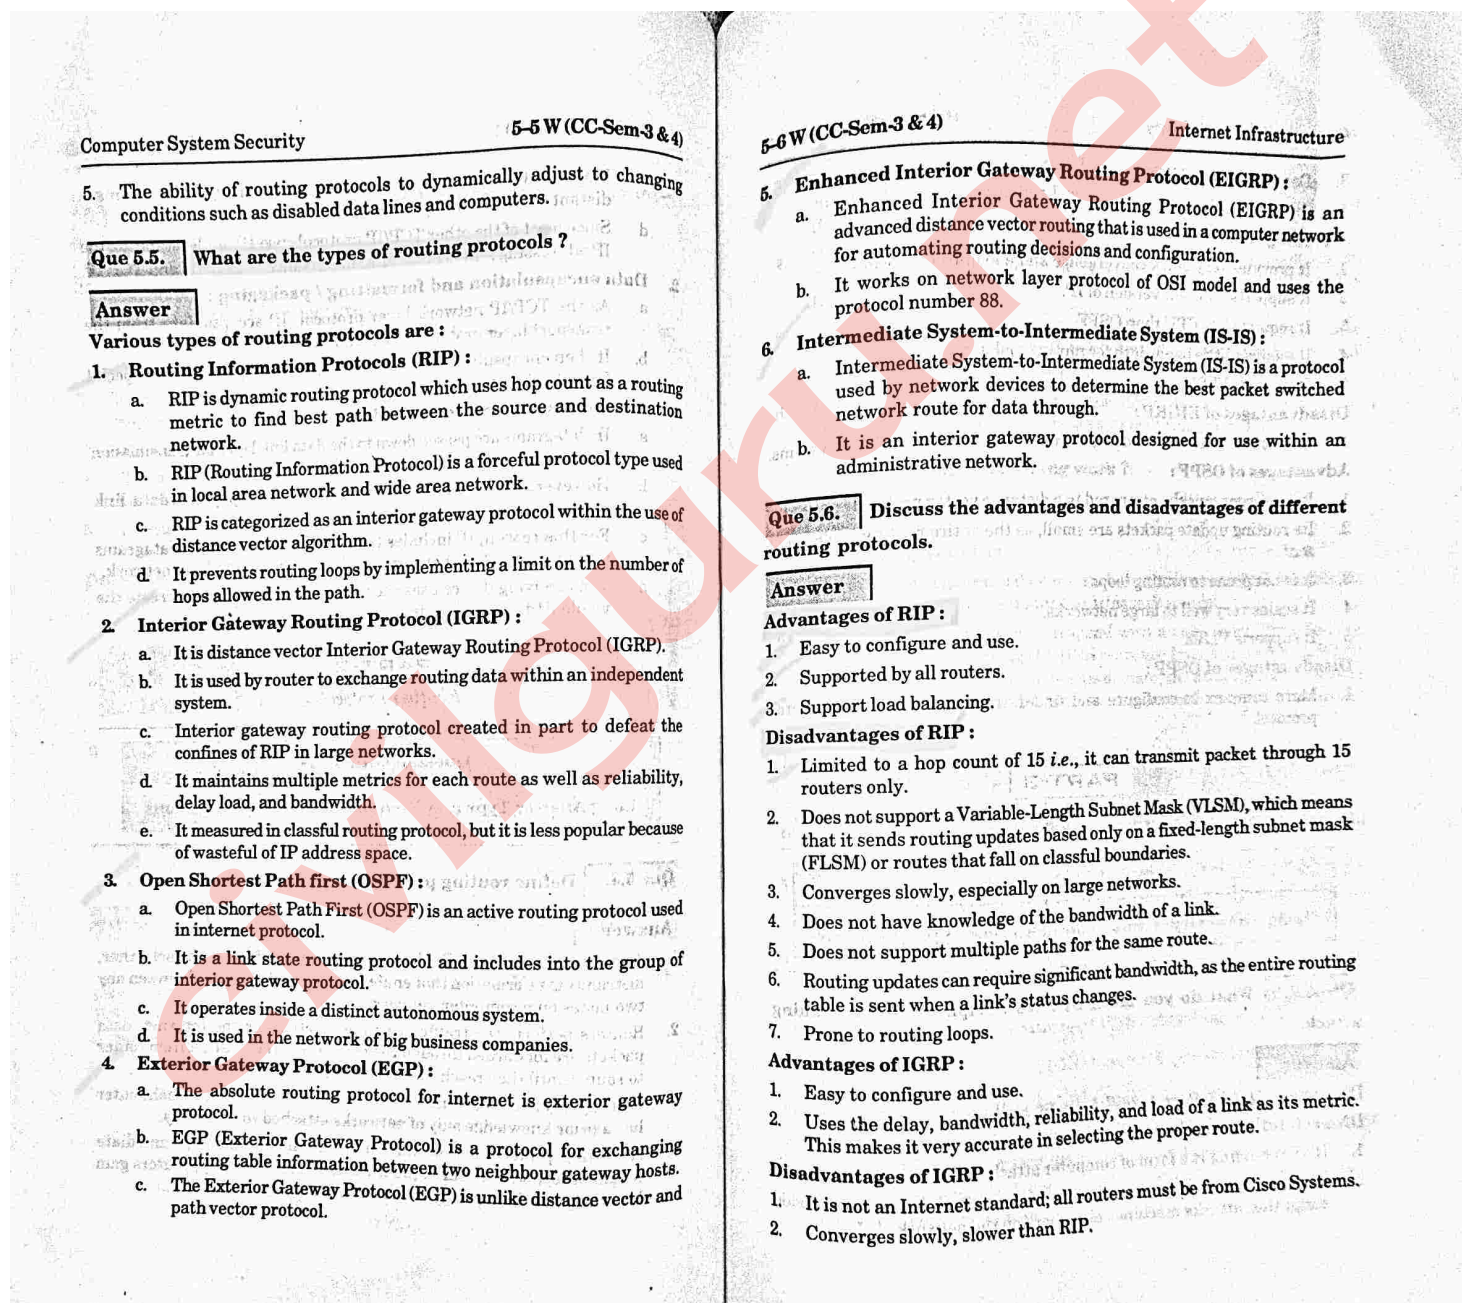 Computer System Security
5–5 W (CC-Sem-3 & 4)
5. The ability of routing protocols to dynamically adjust to changing
conditions such as disabled data lines and computers.
Que 5.5. What are the types of routing protocols ?
Answer
Various types of routing protocols are :
1. Routing Information Protocols (RIP) :
a. RIP is dynamic routing protocol which uses hop count as a routing
metric to find best path between the source and destination
network.
b. RIP (Routing Information Protocol) is a forceful protocol type used
in local area network and wide area network.
c. RIP is categorized as an interior gateway protocol within the use of
distance vector algorithm.
d. It prevents routing loops by implementing a limit on the number of
hops allowed in the path.
2. Interior Gateway Routing Protocol (IGRP) :
a. It is distance vector Interior Gateway Routing Protocol (IGRP).
b. It is used by router to exchange routing data within an independent
system.
c. Interior gateway routing protocol created in part to defeat the
confines of RIP in large networks.
d. It maintains multiple metrics for each route as well as reliability,
delay load, and bandwidth.
e. It measured in classful routing protocol, but it is less popular because
of wasteful of IP address space.
3. Open Shortest Path first (OSPF) :
a. Open Shortest Path First (OSPF) is an active routing protocol used
in internet protocol.
b. It is a link state routing protocol and includes into the group of
interior gateway protocol.
c. It operates inside a distinct autonomous system.
d. It is used in the network of big business companies.
4. Exterior Gateway Protocol (EGP) :
a. The absolute routing protocol for internet is exterior gateway
protocol.
b. EGP (Exterior Gateway Protocol) is a protocol for exchanging
routing table information between two neighbour gateway hosts.
c. The Exterior Gateway Protocol (EGP) is unlike distance vector and
path vector protocol.
5–6 W (CC-Sem-3 & 4)
Internet Infrastructure
5. Enhanced Interior Gateway Routing Protocol (EIGRP) :
a. Enhanced Interior Gateway Routing Protocol (EIGRP) is an
advanced distance vector routing that is used in a computer network
for automating routing decisions and configuration.
b. It works on network layer protocol of OSI model and uses the
protocol number 88.
6. Intermediate System-to-Intermediate System (IS-IS) :
a. Intermediate System-to-Intermediate System (IS-IS) is a protocol
used by network devices to determine the best packet switched
network route for data through.
b. It is an interior gateway protocol designed for use within an
administrative network.
Que 5.6. Discuss the advantages and disadvantages of different
routing protocols.
Answer
Advantages of RIP :
1. Easy to configure and use.
2. Supported by all routers.
3. Support load balancing.
Disadvantages of RIP :
1. Limited to a hop count of 15 i.e., it can transmit packet through 15
routers only.
2. Does not support a Variable-Length Subnet Mask (VLSM), which means
that it sends routing updates based only on a fixed-length subnet mask
(FLSM) or routes that fall on classful boundaries.
3. Converges slowly, especially on large networks.
4. Does not have knowledge of the bandwidth of a link.
5. Does not support multiple paths for the same route.
6. Routing updates can require significant bandwidth, as the entire routing
table is sent when a link's status changes.
7. Prone to routing loops.
Advantages of IGRP :
1. Easy to configure and use.
2. Uses the delay, bandwidth, reliability, and load of a link as its metric.
This makes it very accurate in selecting the proper route.
Disadvantages of IGRP :
1. It is not an Internet standard; all routers must be from Cisco Systems.
2. Converges slowly, slower than RIP.
civilguru.net